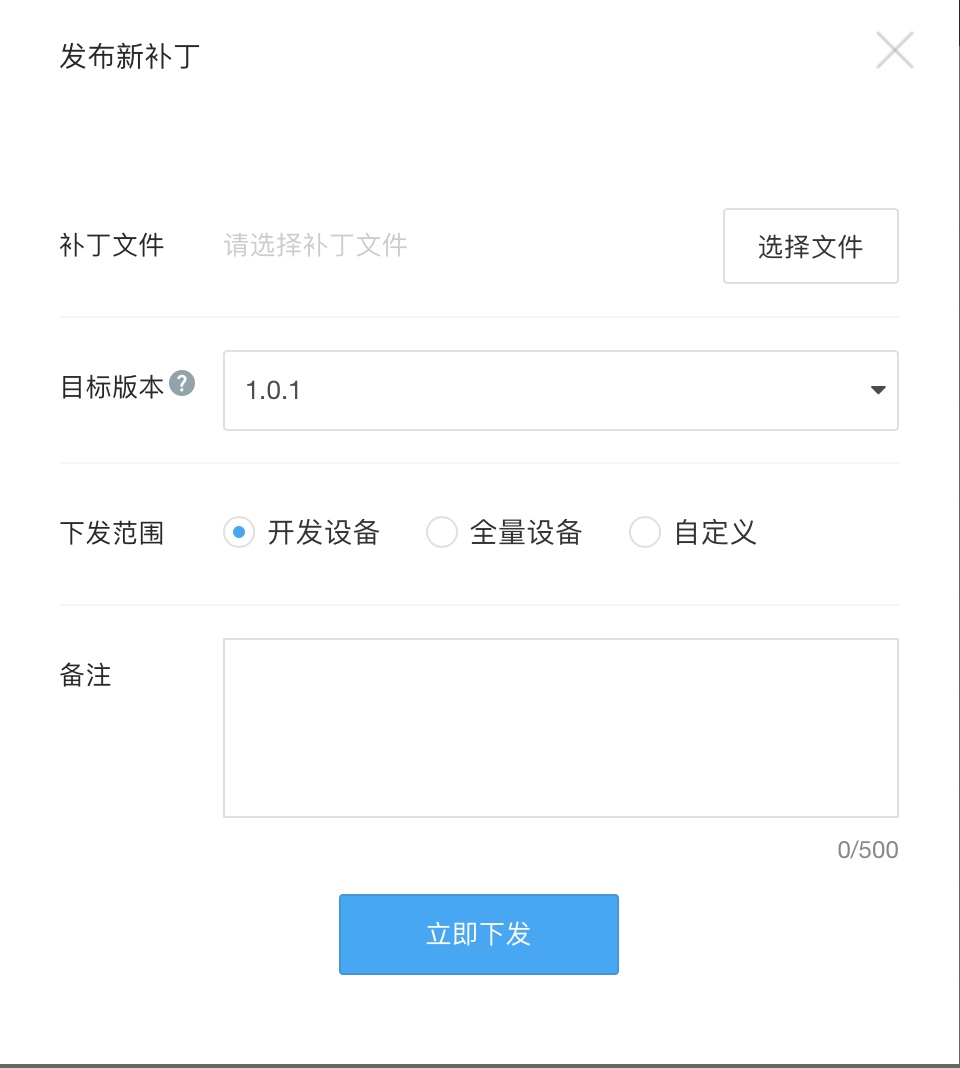 发布新补丁
补丁文件 请选择补丁文件 选择文件
目标版本 ? 1.0.1
下发范围 开发设备 全量设备 自定义
备注
0/500
立即下发